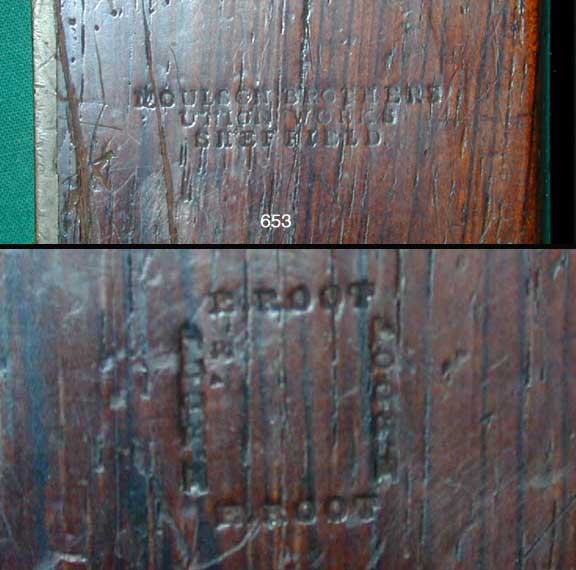 MOULSON BROTHERS
UNION WORKS
SHEFFIELD
653
E.ROOT
E.ROOT